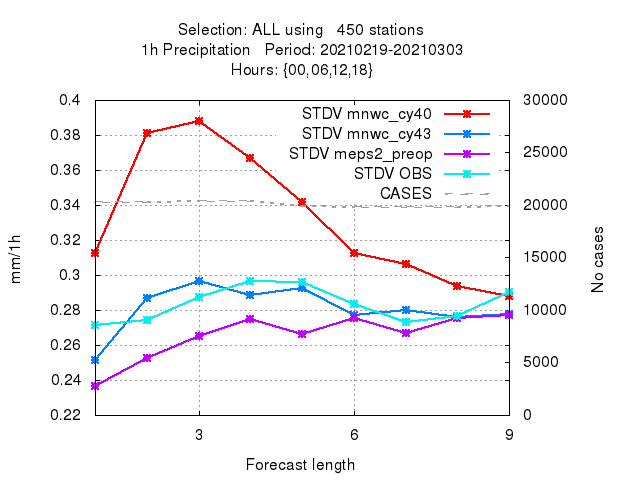 Selection: ALL using   450 stations
1h Precipitation   Period: 20210219-20210303
Hours: {00,06,12,18}
0.4
0.38
0.36
0.34
0.32
0.3
0.28
0.26
0.24
0.22
mm/1h
STDV mnwc_cy40
STDV mnwc_cy43
STDV meps2_preop
STDV OBS
CASES
30000
25000
20000
15000
10000
5000
0
No cases
3
6
9
Forecast length